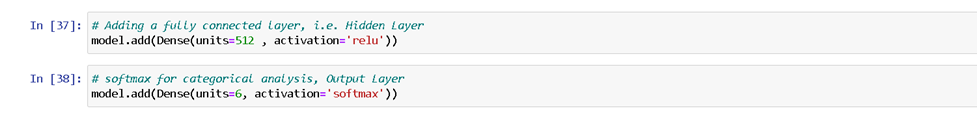 In [37]: # Adding a fully connected layer, i.e. Hidden Layer
model.add(Dense(units=512 , activation='relu'))
In [38]: # softmax for categorical analysis, Output Layer
model.add(Dense(units=6, activation='softmax'))